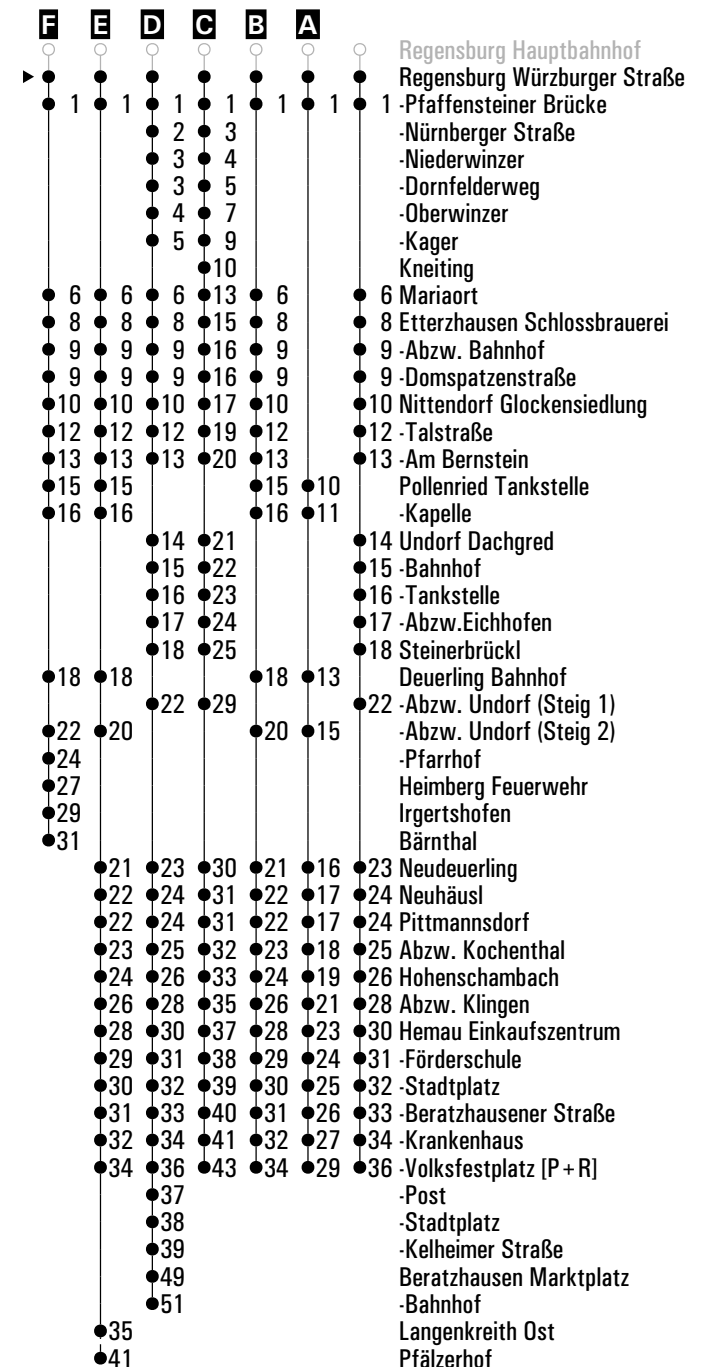 F E D C B A
Regensburg Hauptbahnhof
Regensburg Würzburger Straße
1 1 1 1 1 1 1 -Pfaffensteiner Brücke
2 3 -Nürnberger Straße
3 4 -Niederwinzer
3 5 -Dornfelderweg
4 7 -Oberwinzer
5 9 -Kager
10 Kneiting
6 6 6 13 6 6 Mariaort
8 8 8 15 8 8 Etterzhausen Schlossbrauerei
9 9 9 16 9 9 -Abzw. Bahnhof
9 9 9 16 9 9 -Domspatzenstraße
10 10 10 17 10 10 Nittendorf Glockensiedlung
12 12 12 19 12 12 -Talstraße
13 13 13 20 13 13 -Am Bernstein
15 15 15 10 Pollenried Tankstelle
16 16 16 11 -Kapelle
14 21 14 Undorf Dachgred
15 22 15 -Bahnhof
16 23 16 -Tankstelle
17 24 17 -Abzw.Eichhofen
18 25 18 Steinerbrückl
18 18 18 13 Deuerling Bahnhof
22 29 22 -Abzw. Undorf (Steig 1)
22 20 20 15 -Abzw. Undorf (Steig 2)
24 -Pfarrhof
27 Heimberg Feuerwehr
29 Irgertshofen
31 Bärnthal
21 23 30 21 16 23 Neudeuerling
22 24 31 22 17 24 Neuhäusl
22 24 31 22 17 24 Pittmannsdorf
23 25 32 23 18 25 Abzw. Kochenthal
24 26 33 24 19 26 Hohenschambach
26 28 35 26 21 28 Abzw. Klingen
28 30 37 28 23 30 Hemau Einkaufszentrum
29 31 38 29 24 31 -Förderschule
30 32 39 30 25 32 -Stadtplatz
31 33 40 31 26 33 -Beratzhausener Straße
32 34 41 32 27 34 -Krankenhaus
34 36 43 34 29 36 -Volksfestplatz [P+R]
37 -Post
38 -Stadtplatz
39 -Kelheimer Straße
49 Beratzhausen Marktplatz
51 -Bahnhof
35 Langenkreith Ost
41 Pfälzerhof